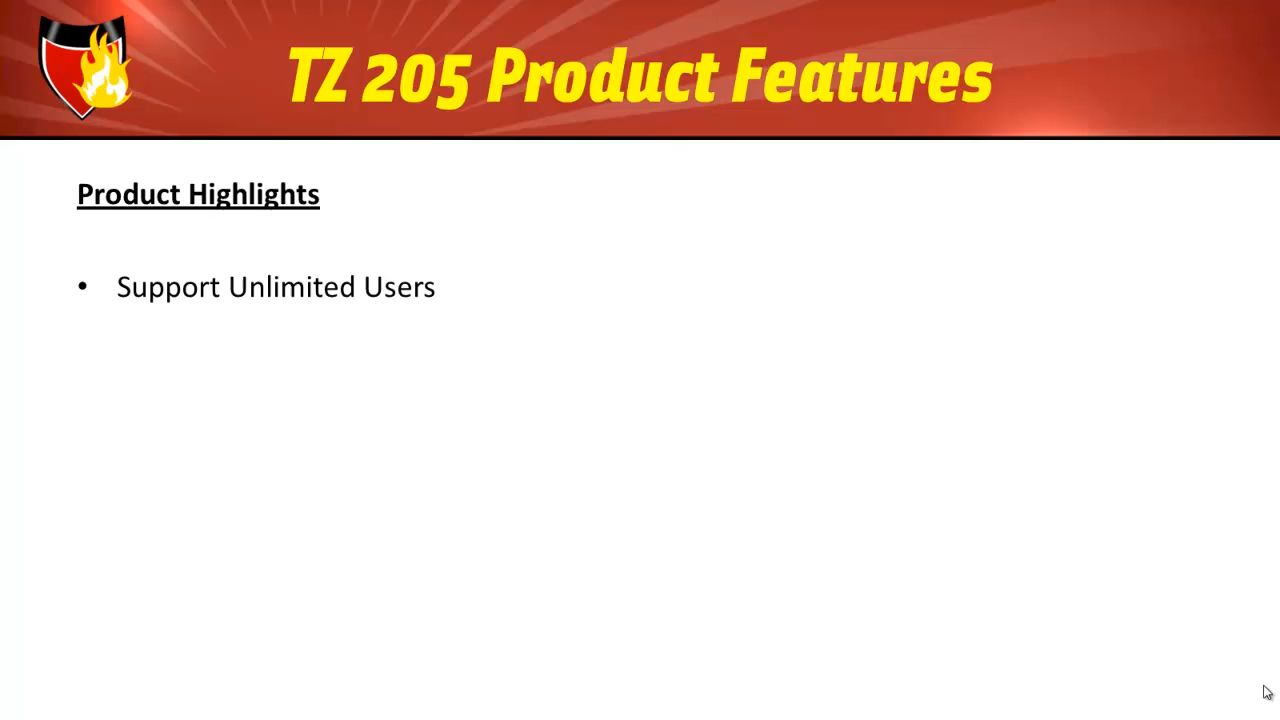 TZ 205 Product Features
Product Highlights
• Support Unlimited Users